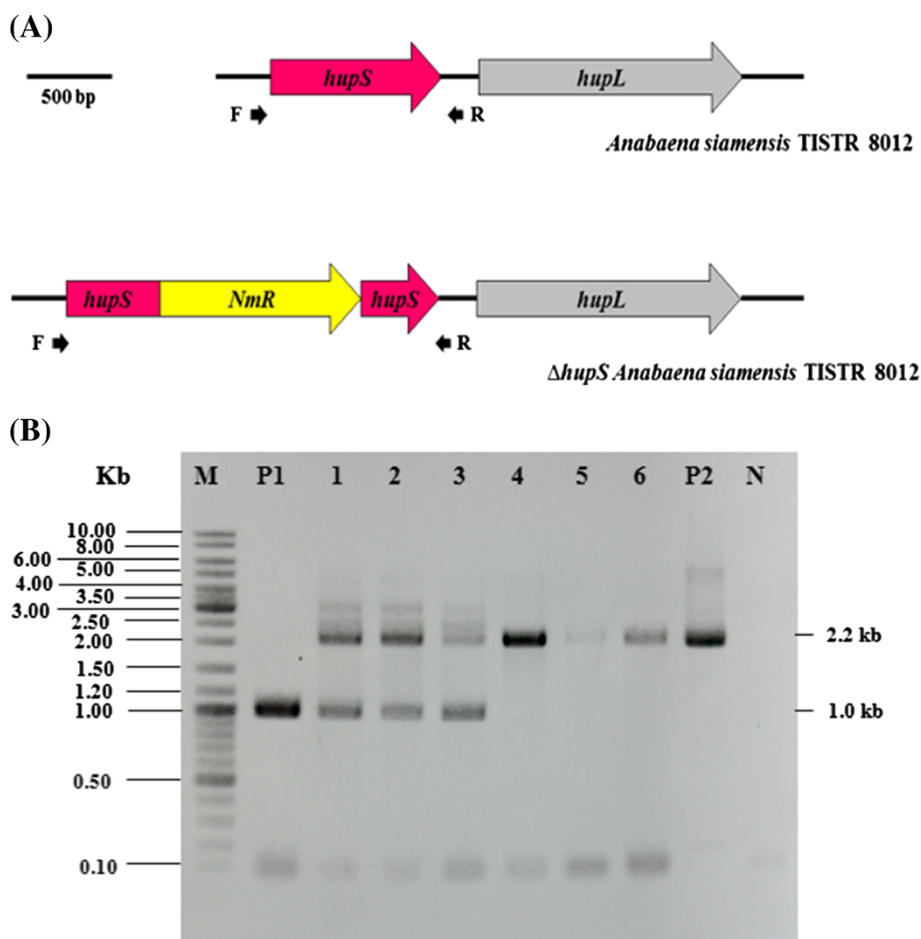 (A)
hupS
hupL
500 bp
F
R
Anabaena siamensis TISTR 8012
hupS
NmR
hupS
hupL
F
R
ΔhupS Anabaena siamensis TISTR 8012
(B)
Kb
M
P1
1
2
3
4
5
6
P2
N
10.00
8.00
6.00
5.00
4.00
3.50
3.00
2.50
2.00
1.50
1.20
1.00
0.50
0.10
2.2 kb
1.0 kb